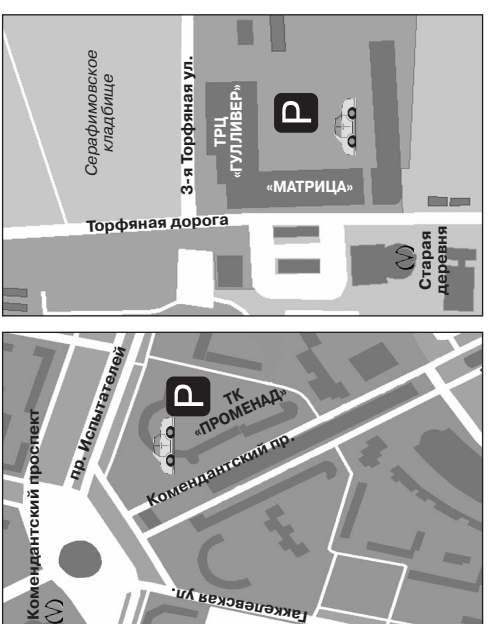 Серафимовское
кладбище
3-я Торфяная ул.
ТРЦ
«ГУЛЛИВЕР»
P
«МАТРИЦА»
Торфяная дорога
Старая
деревня
Комендантский проспект
пр. Испытателей
P
ТК
«ПРОМЕНАД»
Комендантский пр.
Гаккелевская ул.